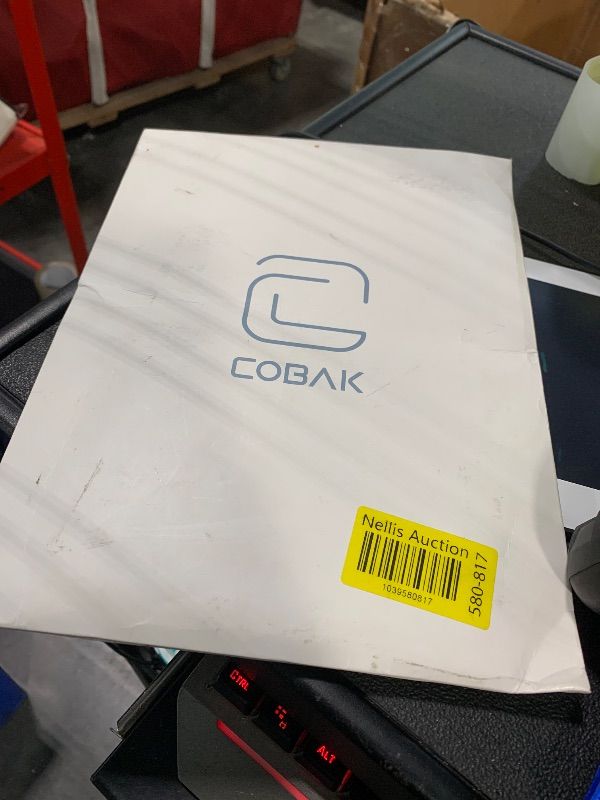 COBAK
Nellis Auction
1039580817
580-817
CTRL
ALT